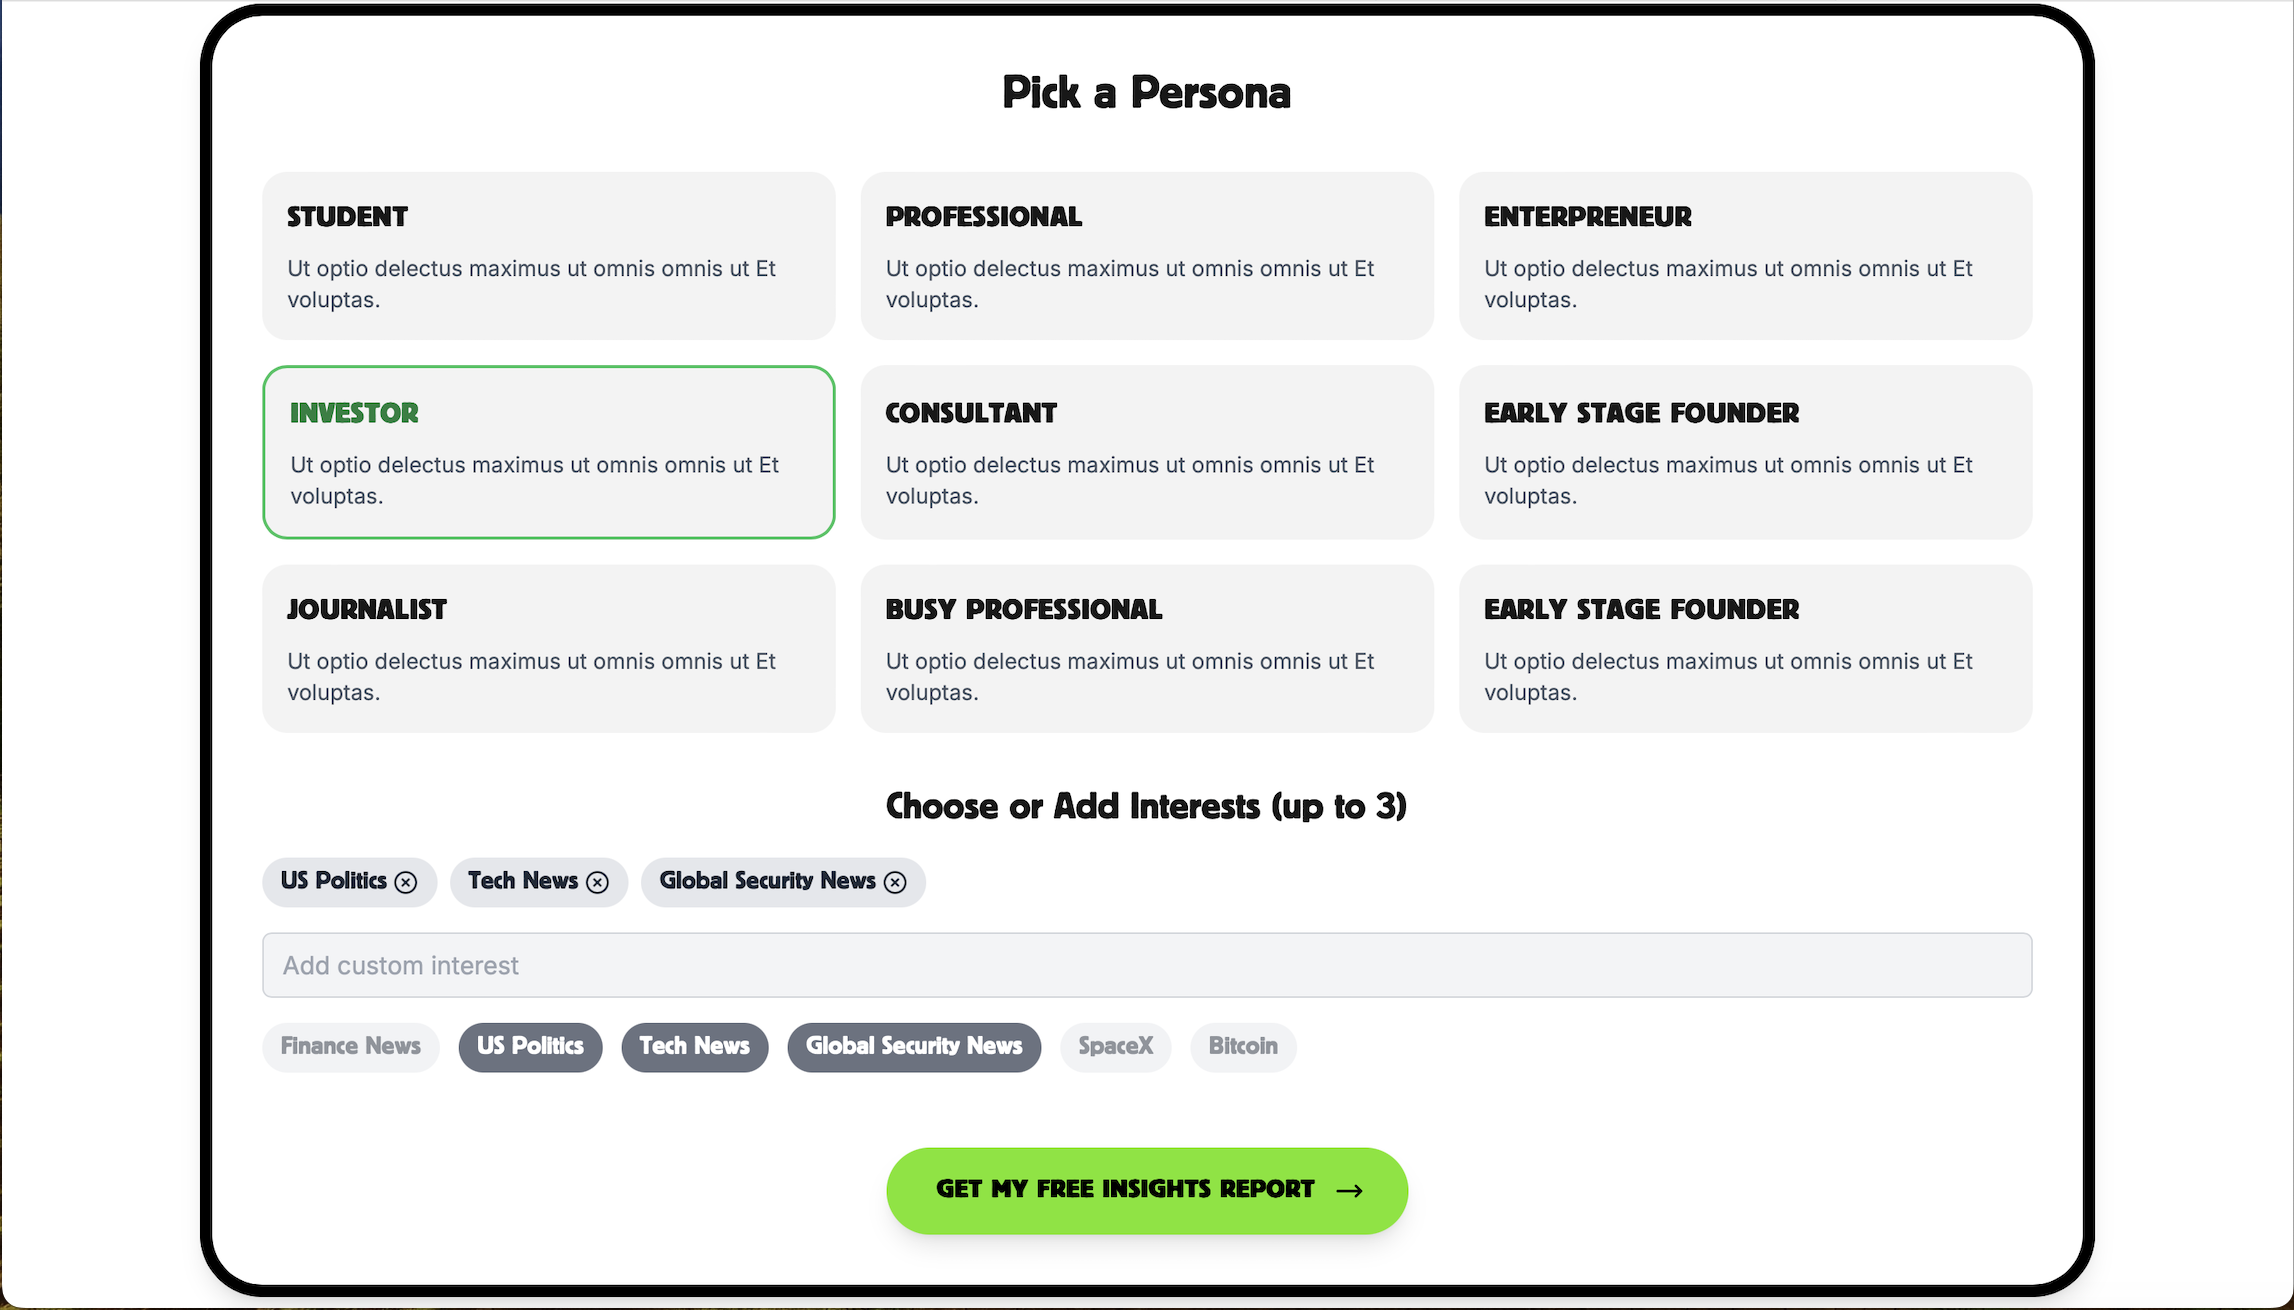 Pick a Persona
STUDENT
Ut optio delectus maximus ut omnis omnis ut Et
voluptas.
PROFESSIONAL
Ut optio delectus maximus ut omnis omnis ut Et
voluptas.
ENTERPRENEUR
Ut optio delectus maximus ut omnis omnis ut Et
voluptas.
INVESTOR
Ut optio delectus maximus ut omnis omnis ut Et
voluptas.
CONSULTANT
Ut optio delectus maximus ut omnis omnis ut Et
voluptas.
EARLY STAGE FOUNDER
Ut optio delectus maximus ut omnis omnis ut Et
voluptas.
JOURNALIST
Ut optio delectus maximus ut omnis omnis ut Et
voluptas.
BUSY PROFESSIONAL
Ut optio delectus maximus ut omnis omnis ut Et
voluptas.
EARLY STAGE FOUNDER
Ut optio delectus maximus ut omnis omnis ut Et
voluptas.
Choose or Add Interests (up to 3)
US Politics Tech News Global Security News
Add custom interest
Finance News US Politics Tech News Global Security News SpaceX Bitcoin
GET MY FREE INSIGHTS REPORT →